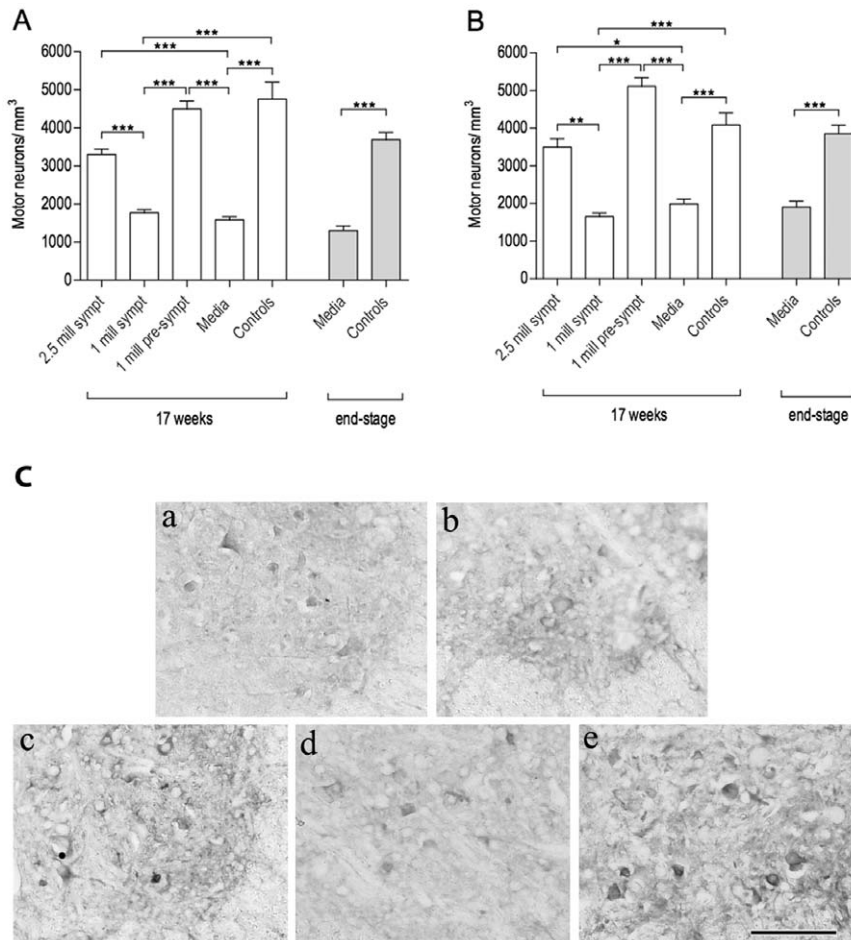 A
Motor neurons/mm³
6000
5000
4000
3000
2000
1000
0
***
***
***
***
***
***
***
2.5 mill sympt
1 mill sympt
1 mill pre-sympt
Media
Controls
Media
Controls
17 weeks
end-stage
B
Motor neurons/mm³
6000
5000
4000
3000
2000
1000
0
***
*
***
***
***
**
***
2.5 mill sympt
1 mill sympt
1 mill pre-sympt
Media
Controls
Media
Controls
17 weeks
end-stage
C
a
b
c
d
e